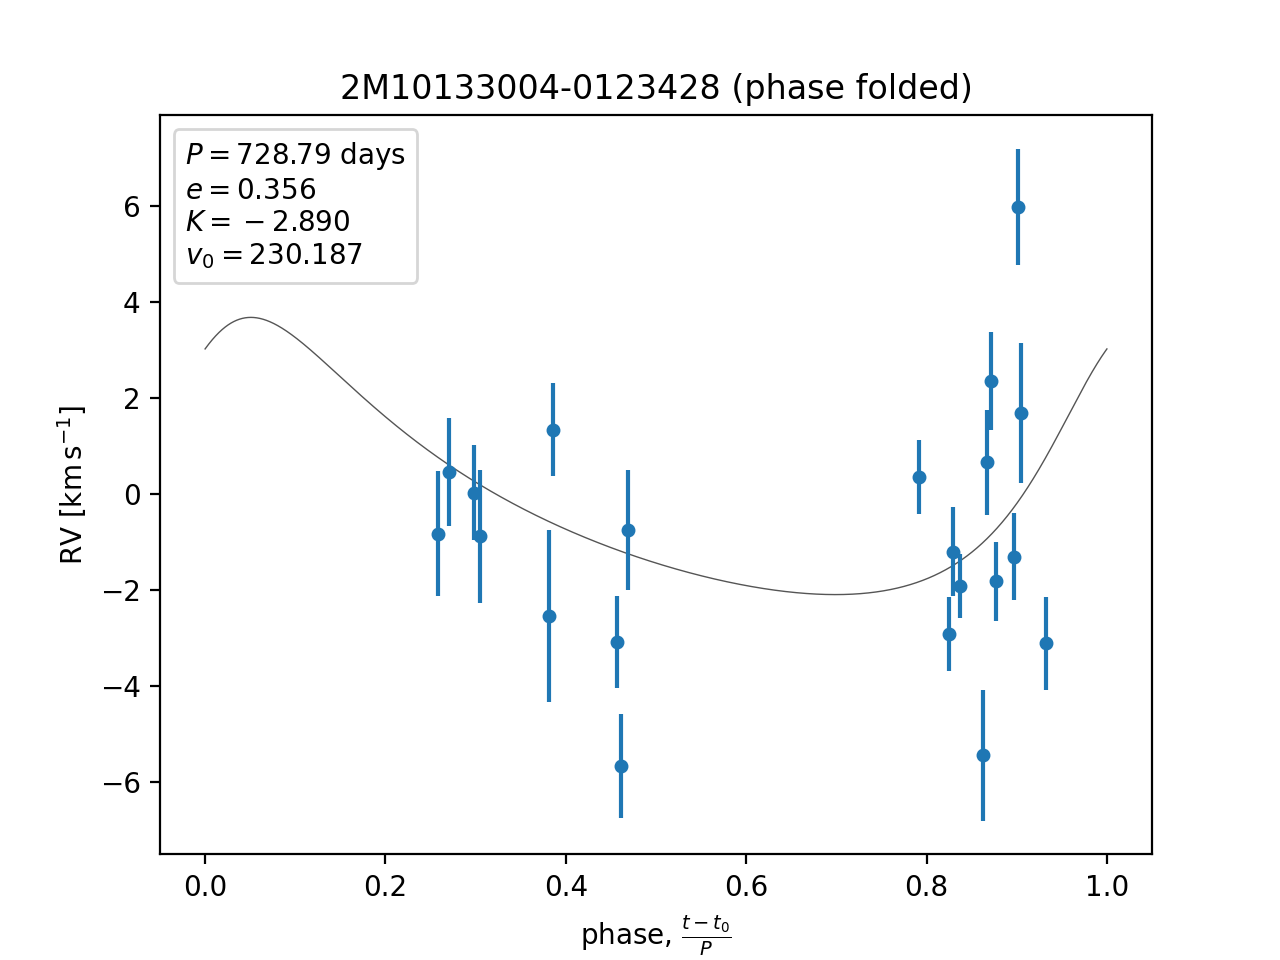 2M10133004-0123428 (phase folded)
P = 728.79 days
e = 0.356
K = −2.890
v₀ = 230.187
6
4
2
0
−2
−4
−6
RV [km s⁻¹]
0.0 0.2 0.4 0.6 0.8 1.0
phase, (t − t₀)/P